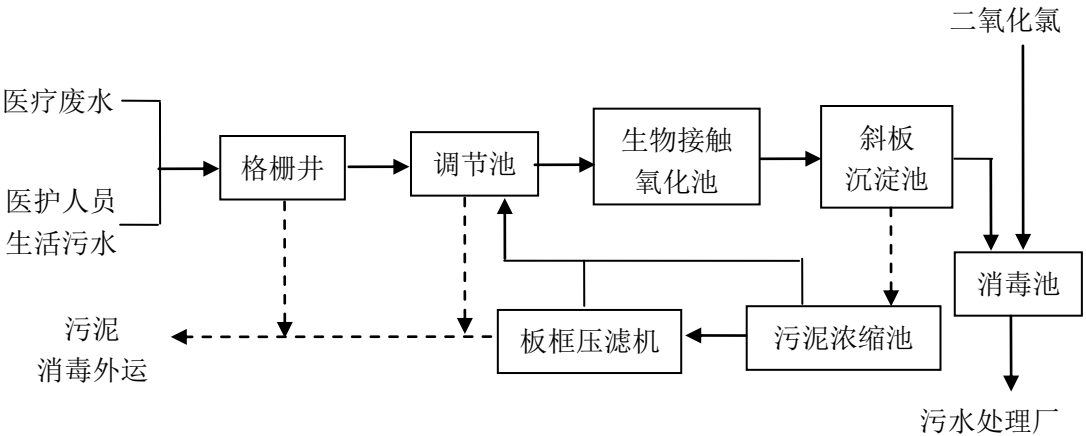 二氧化氯
医疗废水
医护人员
生活污水
格栅井
调节池
生物接触
氧化池
斜板
沉淀池
消毒池
污泥
消毒外运
板框压滤机
污泥浓缩池
污水处理厂